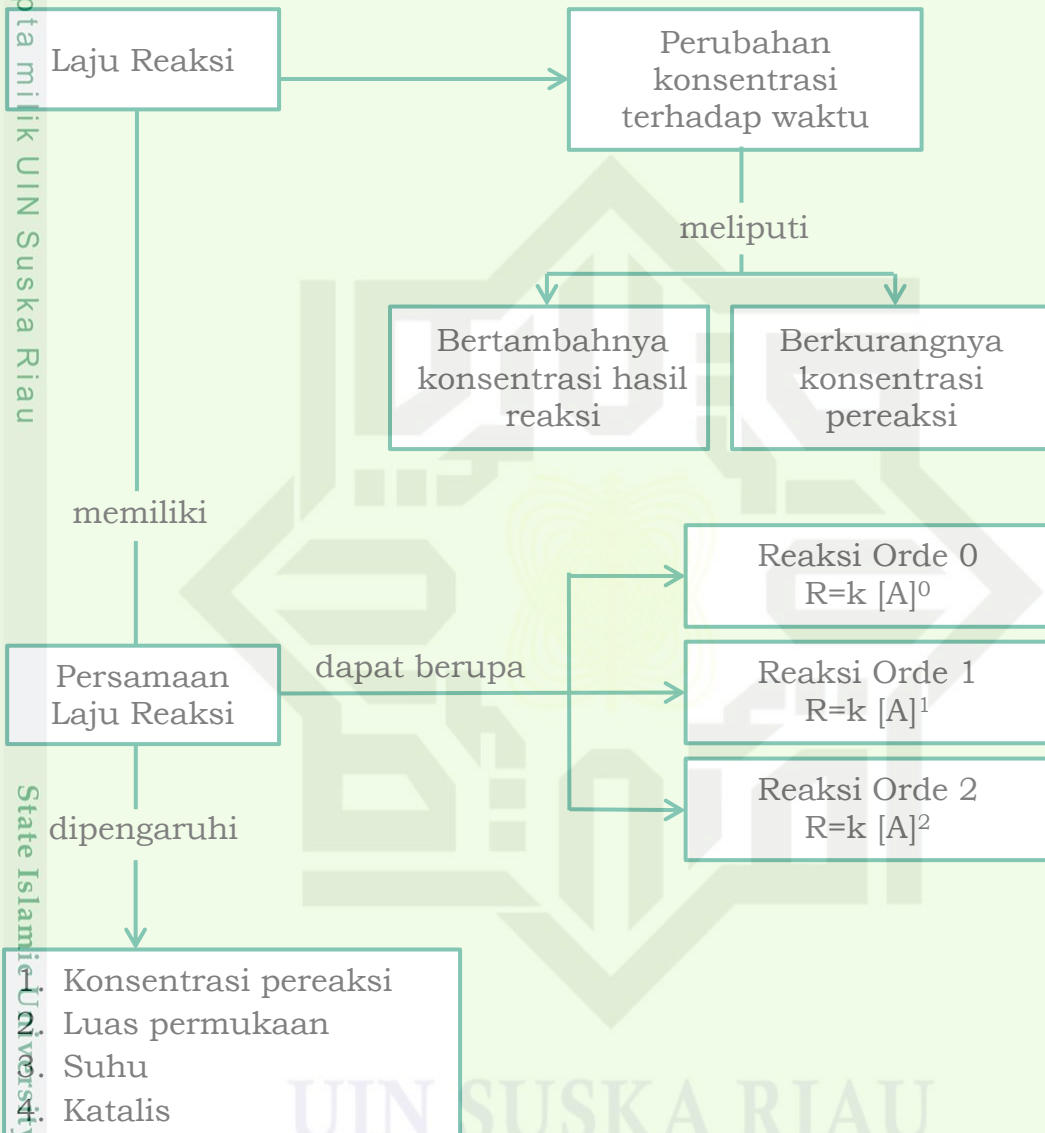 Laju Reaksi
Perubahan
konsentrasi
terhadap waktu
meliputi
Bertambahnya
konsentrasi hasil
reaksi
Berkurangnya
konsentrasi
pereaksi
memiliki
Persamaan
Laju Reaksi
dapat berupa
Reaksi Orde 0
R=k [A]⁰
Reaksi Orde 1
R=k [A]¹
Reaksi Orde 2
R=k [A]²
dipengaruhi
1. Konsentrasi pereaksi
2. Luas permukaan
3. Suhu
4. Katalis
milik UIN Suska Riau
State Islamic University
UIN SUSKA RIAU